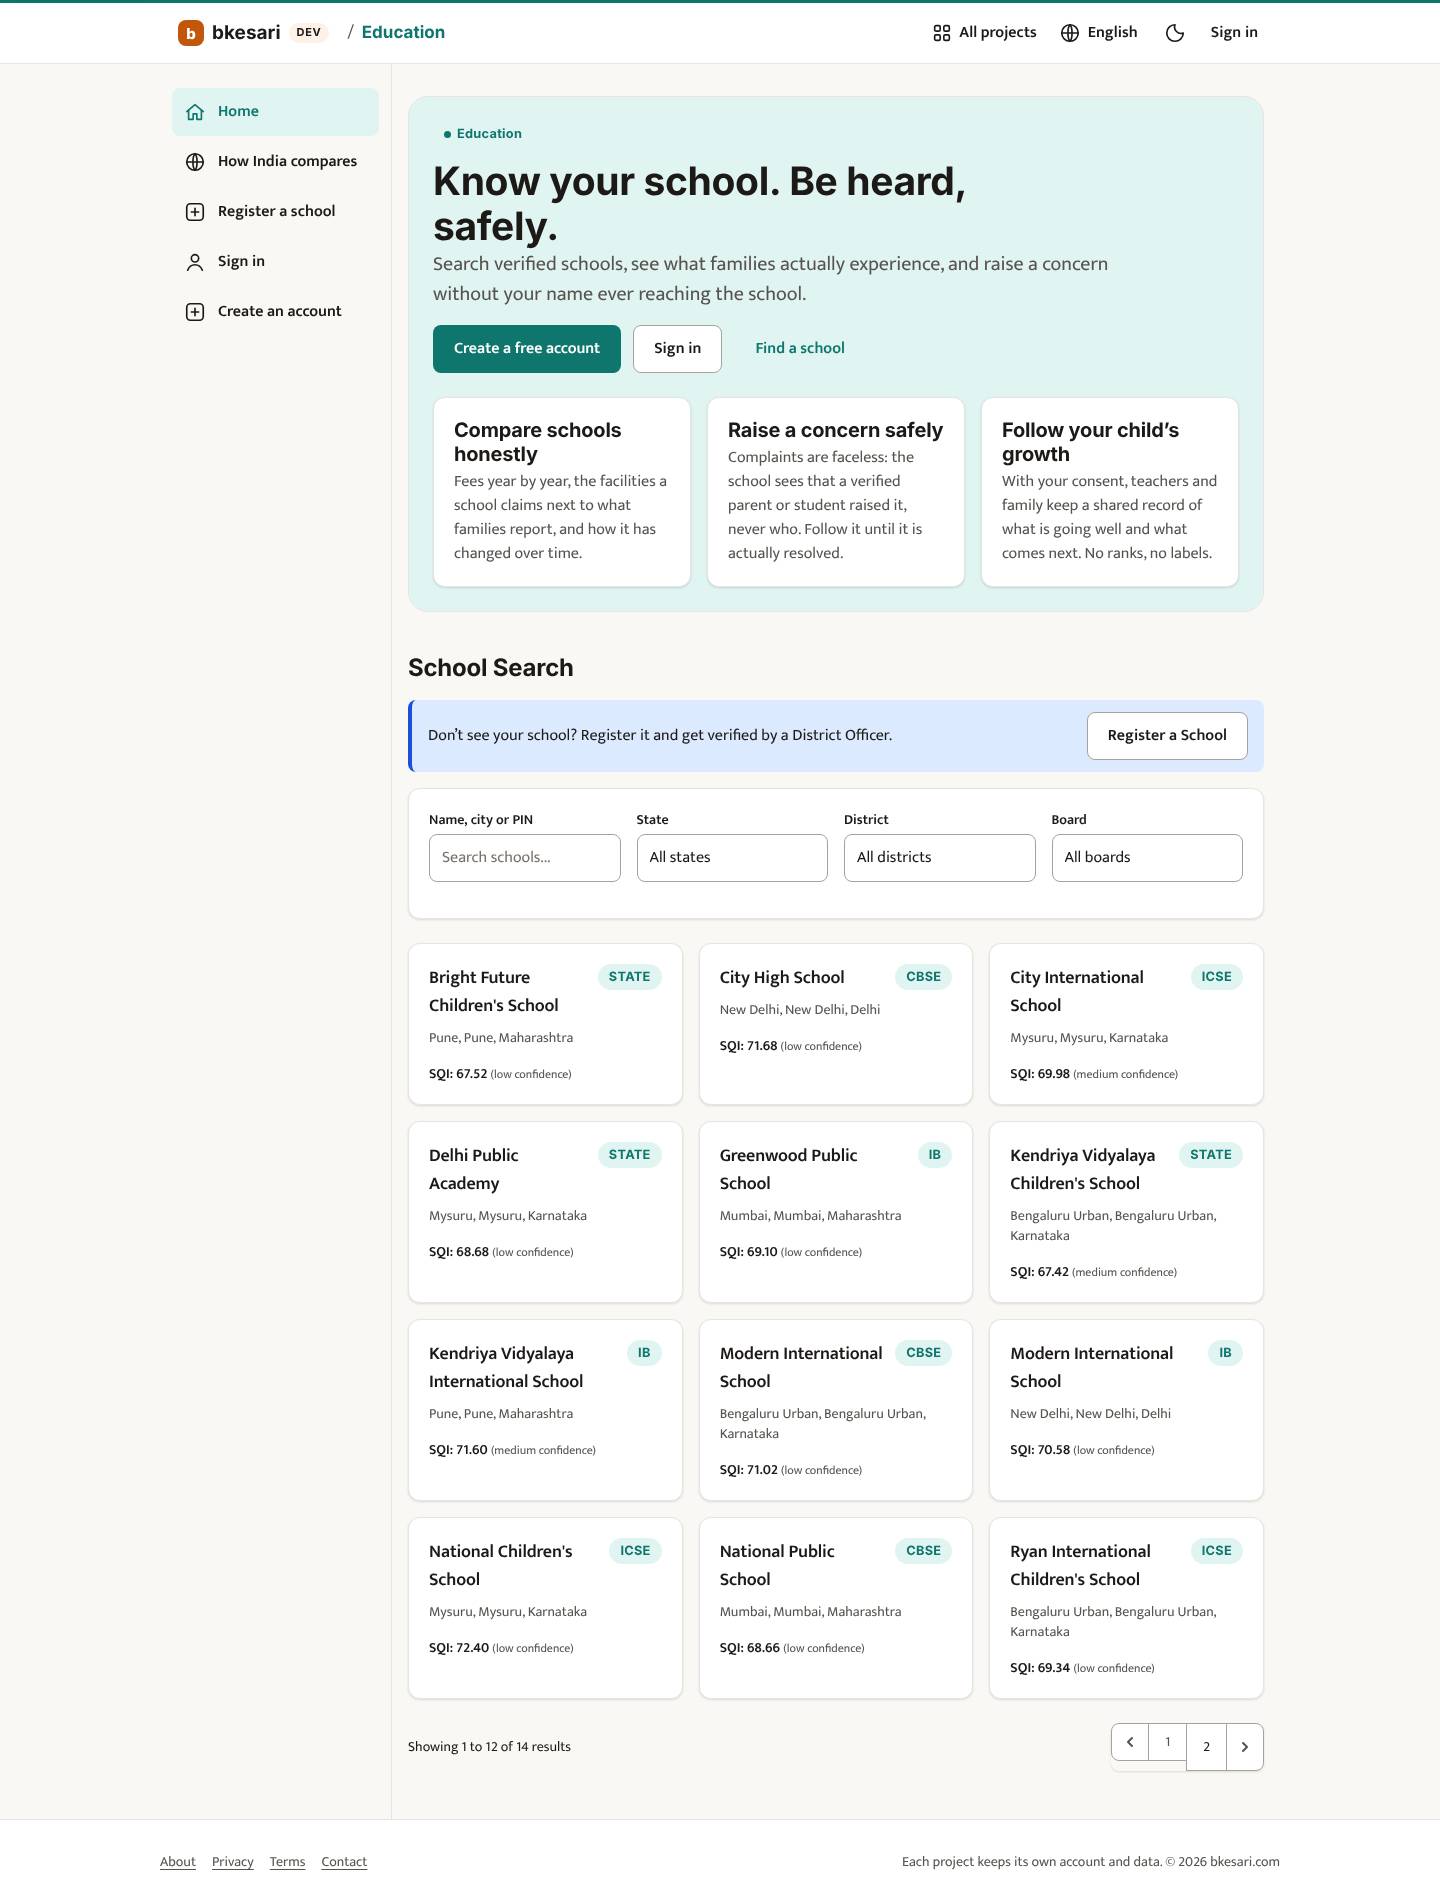 b bkesari DEV / Education
All projects English Sign in
Home
How India compares
Register a school
Sign in
Create an account
Education
Know your school. Be heard,
safely.
Search verified schools, see what families actually experience, and raise a concern
without your name ever reaching the school.
Create a free account Sign in Find a school
Compare schools
honestly
Fees year by year, the facilities a
school claims next to what
families report, and how it has
changed over time.
Raise a concern safely
Complaints are faceless: the
school sees that a verified
parent or student raised it,
never who. Follow it until it is
actually resolved.
Follow your child’s
growth
With your consent, teachers and
family keep a shared record of
what is going well and what
comes next. No ranks, no labels.
School Search
Don’t see your school? Register it and get verified by a District Officer.
Register a School
Name, city or PIN State District Board
Search schools... All states All districts All boards
Bright Future
Children's School
STATE
Pune, Pune, Maharashtra
SQI: 67.52 (low confidence)
City High School
CBSE
New Delhi, New Delhi, Delhi
SQI: 71.68 (low confidence)
City International
School
ICSE
Mysuru, Mysuru, Karnataka
SQI: 69.98 (medium confidence)
Delhi Public
Academy
STATE
Mysuru, Mysuru, Karnataka
SQI: 68.68 (low confidence)
Greenwood Public
School
IB
Mumbai, Mumbai, Maharashtra
SQI: 69.10 (low confidence)
Kendriya Vidyalaya
Children's School
STATE
Bengaluru Urban, Bengaluru Urban,
Karnataka
SQI: 67.42 (medium confidence)
Kendriya Vidyalaya
International School
IB
Pune, Pune, Maharashtra
SQI: 71.60 (medium confidence)
Modern International
School
CBSE
Bengaluru Urban, Bengaluru Urban,
Karnataka
SQI: 71.02 (low confidence)
Modern International
School
IB
New Delhi, New Delhi, Delhi
SQI: 70.58 (low confidence)
National Children's
School
ICSE
Mysuru, Mysuru, Karnataka
SQI: 72.40 (low confidence)
National Public
School
CBSE
Mumbai, Mumbai, Maharashtra
SQI: 68.66 (low confidence)
Ryan International
Children's School
ICSE
Bengaluru Urban, Bengaluru Urban,
Karnataka
SQI: 69.34 (low confidence)
Showing 1 to 12 of 14 results
1 2
About Privacy Terms Contact
Each project keeps its own account and data. © 2026 bkesari.com